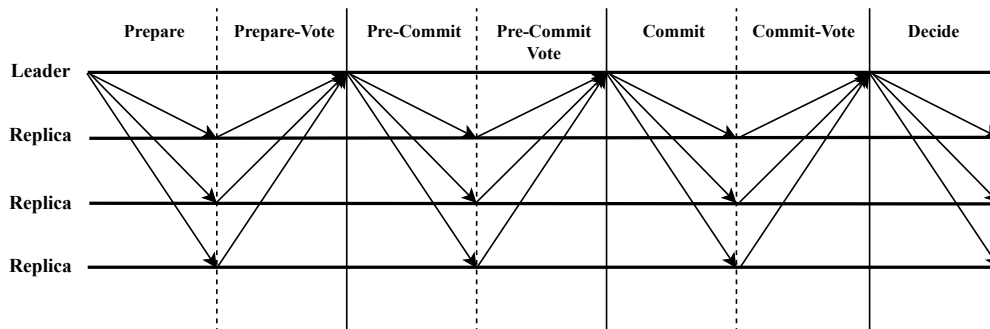 Prepare
Prepare-Vote
Pre-Commit
Pre-Commit
Vote
Commit
Commit-Vote
Decide
Leader
Replica
Replica
Replica